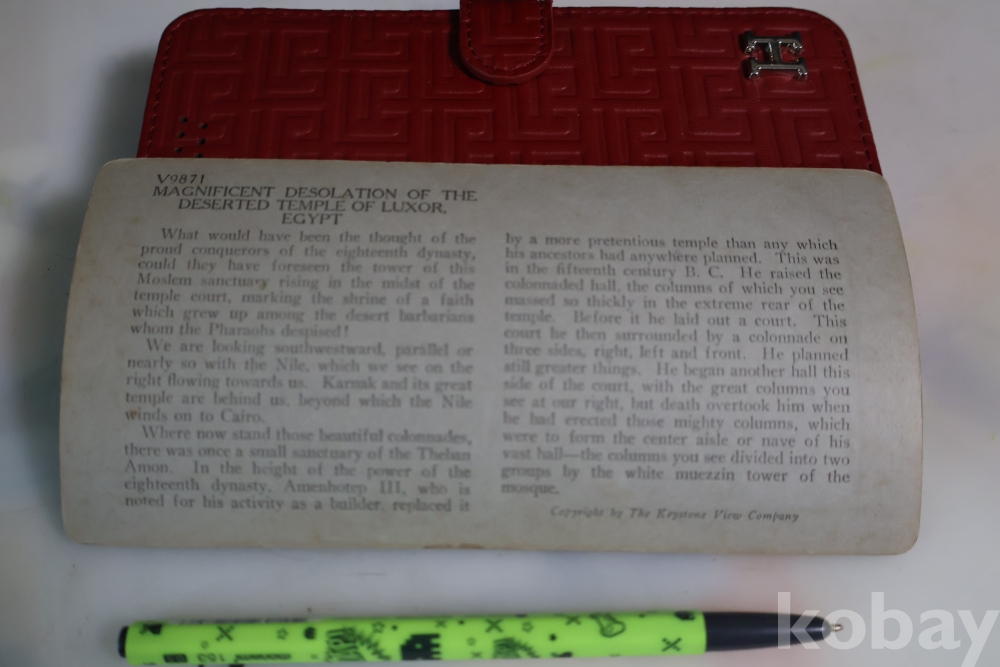 V9871
MAGNIFICENT DESOLATION OF THE
DESERTED TEMPLE OF LUXOR,
EGYPT
What would have been the thought of the
proud conquerors of the eighteenth dynasty,
could they have foreseen the tower of this
Moslem sanctuary rising in the midst of the
temple court, marking the shrine of a faith
which grew up among the desert barbarians
whom the Pharaohs despised!
We are looking southwestward, parallel or
nearly so with the Nile, which we see on the
right flowing towards us. Karnak and its great
temple are behind us, beyond which the Nile
winds on to Cairo.
Where now stand those beautiful colonnades,
there was once a small sanctuary of the Theban
Amon. In the height of the power of the
eighteenth dynasty, Amenhotep III, who is
noted for his activity as a builder, replaced it
by a more pretentious temple than any which
his ancestors had anywhere planned. This was
in the fifteenth century B. C. He raised the
colonnaded hall, the columns of which you see
massed so thickly in the extreme rear of the
temple. Before it he laid out a court. This
court he then surrounded by a colonnade on
three sides, right, left and front. He planned
still greater things. He began another hall this
side of the court, with the great columns you
see at our right, but death overtook him when
he had erected those mighty columns, which
were to form the center aisle or nave of his
vast hall—the columns you see divided into two
groups by the white muezzin tower of the
mosque.
Copyright by The Keystone View Company
153
kobay